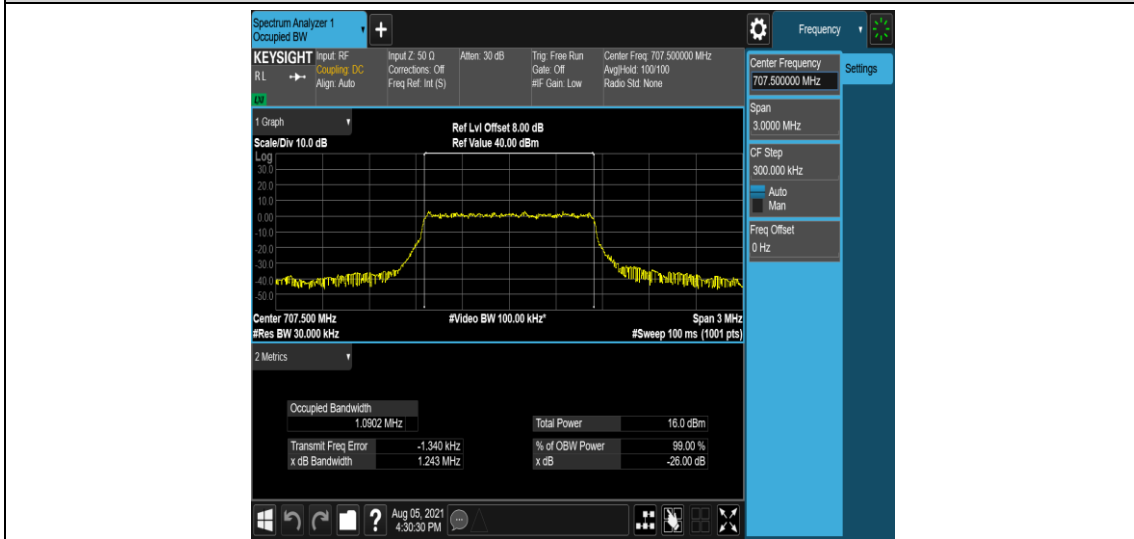 Spectrum Analyzer 1
Occupied BW
+
Frequency
KEYSIGHT
RL
LXI
Input: RF
Coupling: DC
Align: Auto
Input Z: 50 Ω
Corrections: Off
Freq Ref: Int (S)
Atten: 30 dB
Trig: Free Run
Gate: Off
#IF Gain: Low
Center Freq: 707.500000 MHz
Avg|Hold: 100/100
Radio Std: None
Center Frequency
707.500000 MHz
Settings
Span
3.0000 MHz
CF Step
300.000 kHz
Auto
Man
Freq Offset
0 Hz
1 Graph
Scale/Div 10.0 dB
Ref Lvl Offset 8.00 dB
Ref Value 40.00 dBm
Log
30.0
20.0
10.0
0.00
-10.0
-20.0
-30.0
-40.0
-50.0
Center 707.500 MHz
#Video BW 100.00 kHz*
Span 3 MHz
#Res BW 30.000 kHz
#Sweep 100 ms (1001 pts)
2 Metrics
Occupied Bandwidth
1.0902 MHz
Total Power 16.0 dBm
Transmit Freq Error -1.340 kHz
% of OBW Power 99.00 %
x dB Bandwidth 1.243 MHz
x dB -26.00 dB
?
Aug 05, 2021
4:30:30 PM